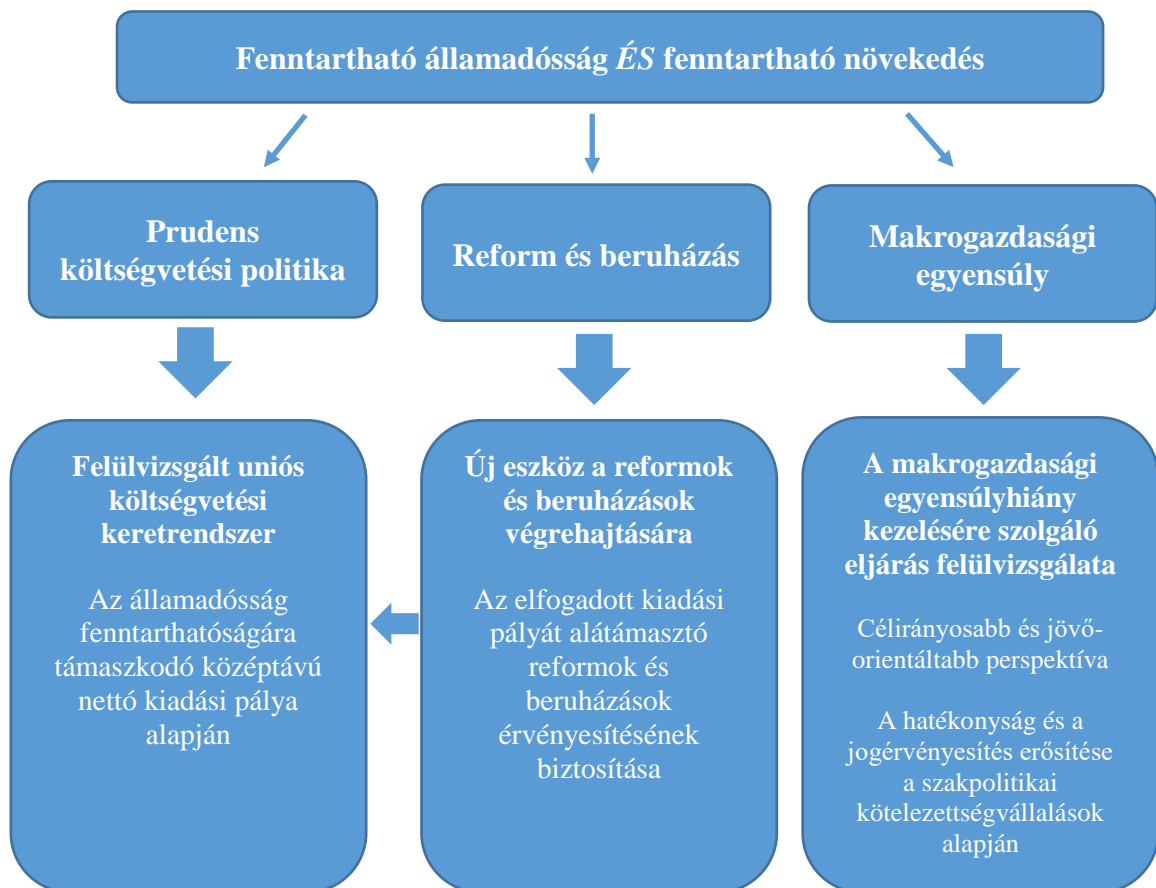 Fenntartható államadósság ÉS fenntartható növekedés
Prudens
költségvetési politika
Reform és beruházás
Makrogazdasági
egyensúly
Felülvizsgált uniós
költségvetési
keretrendszer
Az államadósság
fenntarthatóságára
támaszkodó középtávú
nettó kiadási pálya
alapján
Új eszköz a reformok
és beruházások
végrehajtására
Az elfogadott kiadási
pályát alátámasztó
reformok és
beruházások
érvényesítésének
biztosítása
A makrogazdasági
egyensúlyhiány
kezelésére szolgáló
eljárás felülvizsgálata
Célirányosabb és jövő-
orientáltabb perspektíva
A hatékonyság és a
jogérvényesítés erősítése
a szakpolitikai
kötelezettségvállalások
alapján